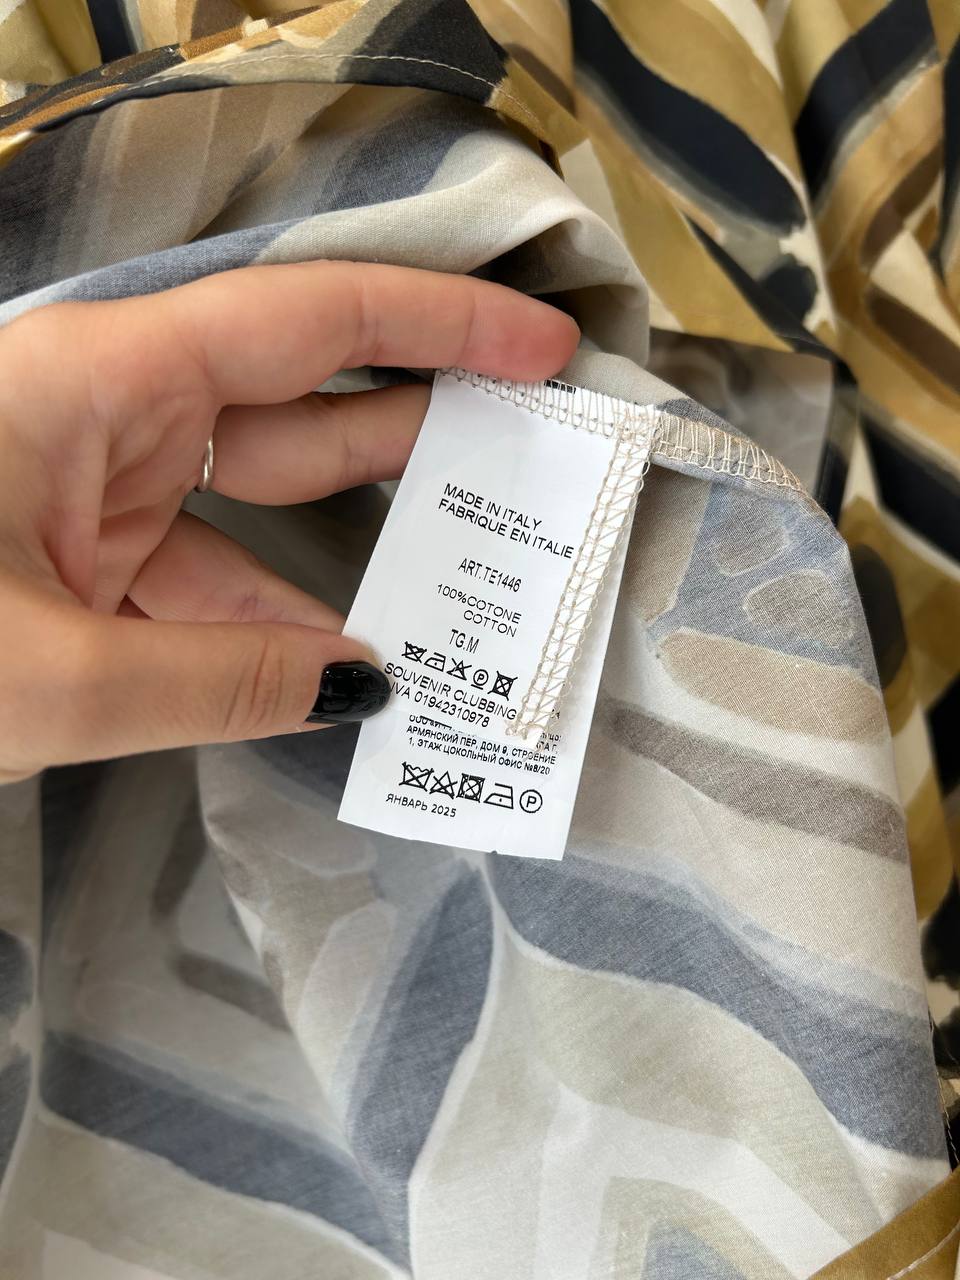 MADE IN ITALY
FABRIQUE EN ITALIE
ART.TE1446
100%COTONE
COTTON
TG.M
SOUVENIR CLUBBING
IVA 01942310978
АРМЯНСКИЙ ПЕР, ДОМ 9, СТРОЕНИЕ
1, ЭТАЖ ЦОКОЛЬНЫЙ ОФИС №8/20
ЯНВАРЬ 2025